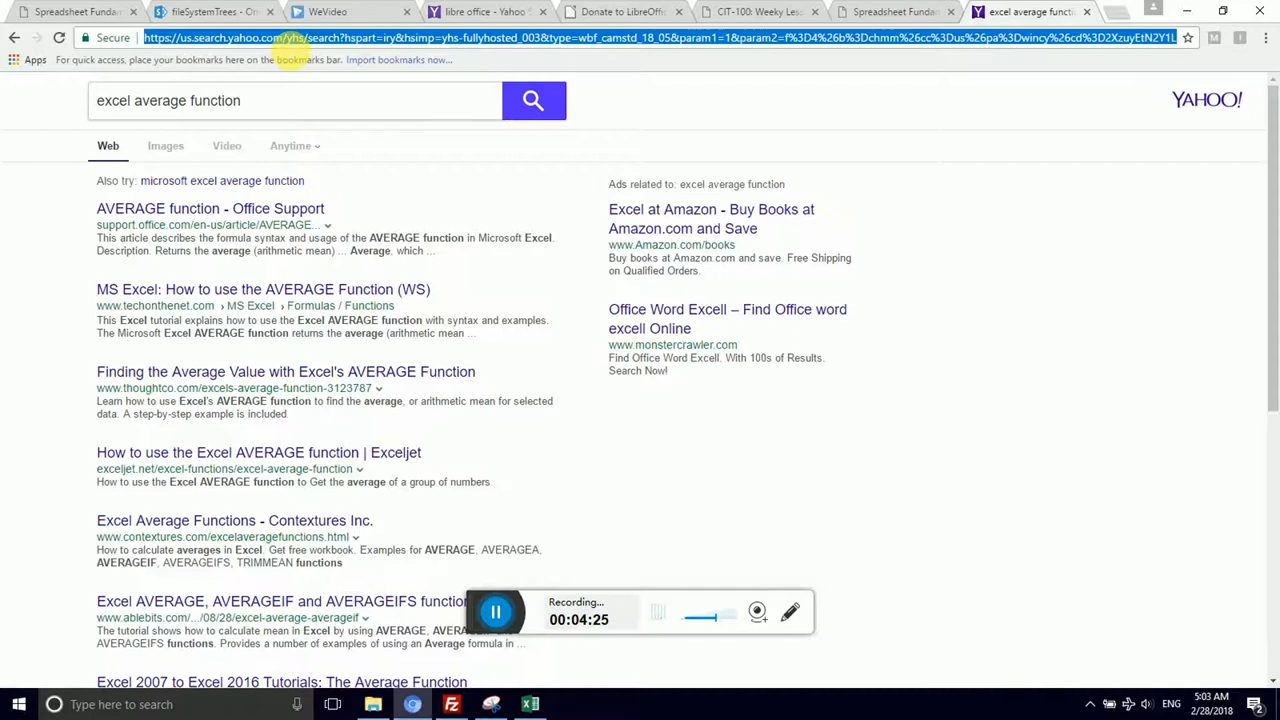 Spreadsheet Fundam
fileSystemTrees - On
WeVideo
libre office - Yahoo S
Donate to LibreOffic
CIT-100: Weeky Less
Spreadsheet Fundam
excel average functio
Secure
https://us.search.yahoo.com/yhs/search?hspart=iry&hsimp=yhs-fullyhosted_003&type=wbf_camstd_18_05&param1=1&param2=f%3D4%26b%3Dchmm%26cc%3Dus%26pa%3Dwincy%26cd%3D2XzuyEtN2Y1L
Apps
For quick access, place your bookmarks here on the bookmarks bar. Import bookmarks now...
excel average function
YAHOO!
Web Images Video Anytime
Also try: microsoft excel average function
AVERAGE function - Office Support
support.office.com/en-us/article/AVERAGE...
This article describes the formula syntax and usage of the AVERAGE function in Microsoft Excel.
Description. Returns the average (arithmetic mean) ... Average, which ...
MS Excel: How to use the AVERAGE Function (WS)
www.techonthenet.com › MS Excel › Formulas / Functions
This Excel tutorial explains how to use the Excel AVERAGE function with syntax and examples.
The Microsoft Excel AVERAGE function returns the average (arithmetic mean ...
Finding the Average Value with Excel's AVERAGE Function
www.thoughtco.com/excels-average-function-3123787
Learn how to use Excel's AVERAGE function to find the average, or arithmetic mean for selected
data. A step-by-step example is included.
How to use the Excel AVERAGE function | Exceljet
exceljet.net/excel-functions/excel-average-function
How to use the Excel AVERAGE function to Get the average of a group of numbers.
Excel Average Functions - Contextures Inc.
www.contextures.com/excelaveragefunctions.html
How to calculate averages in Excel. Get free workbook. Examples for AVERAGE, AVERAGEA,
AVERAGEIF, AVERAGEIFS, TRIMMEAN functions
Excel AVERAGE, AVERAGEIF and AVERAGEIFS function
www.ablebits.com/.../08/28/excel-average-averageif
The tutorial shows how to calculate mean in Excel by using AVERAGE, AVERA
AVERAGEIFS functions. Provides a number of examples of using an Average formula in ...
Excel 2007 to Excel 2016 Tutorials: The Average Function
Ads related to: excel average function
Excel at Amazon - Buy Books at
Amazon.com and Save
www.Amazon.com/books
Buy books at Amazon.com and save. Free Shipping
on Qualified Orders.
Office Word Excell – Find Office word
excell Online
www.monstercrawler.com
Find Office Word Excell. With 100s of Results.
Search Now!
Recording...
00:04:25
Type here to search
ENG
5:03 AM
2/28/2018